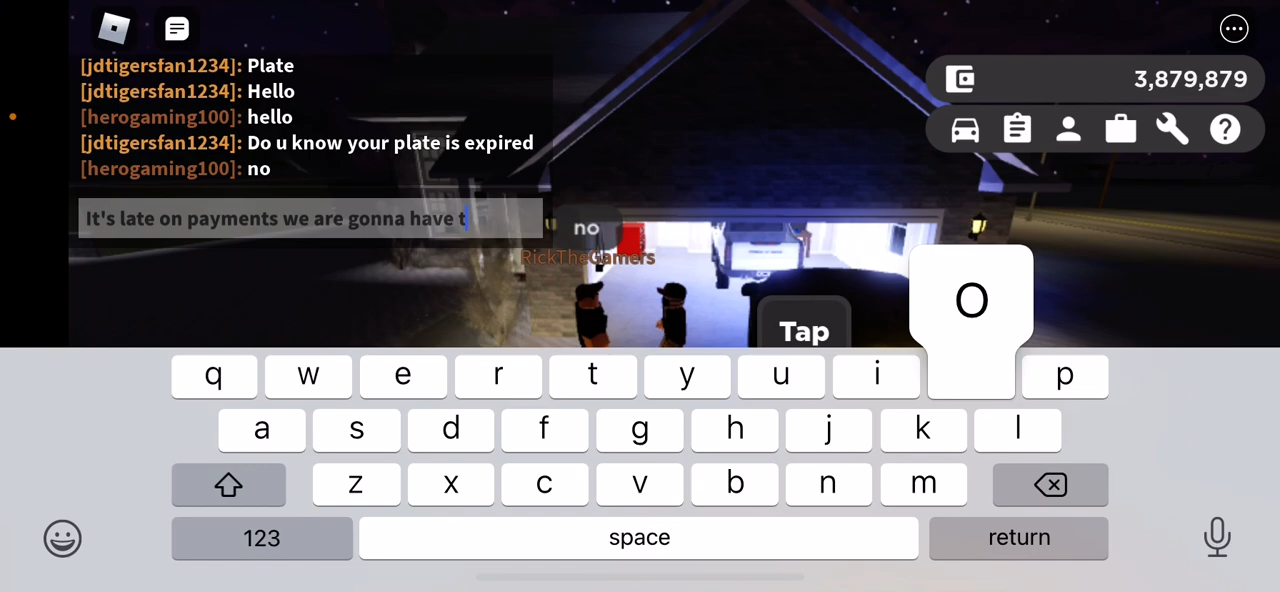 [jdtigersfan1234]: Plate
[jdtigersfan1234]: Hello
[herogaming100]: hello
[jdtigersfan1234]: Do u know your plate is expired
[herogaming100]: no
It's late on payments we are gonna have t
3,879,879
no
RickTheGamers
Tap
O
q w e r t y u i p
a s d f g h j k l
z x c v b n m
123 space return